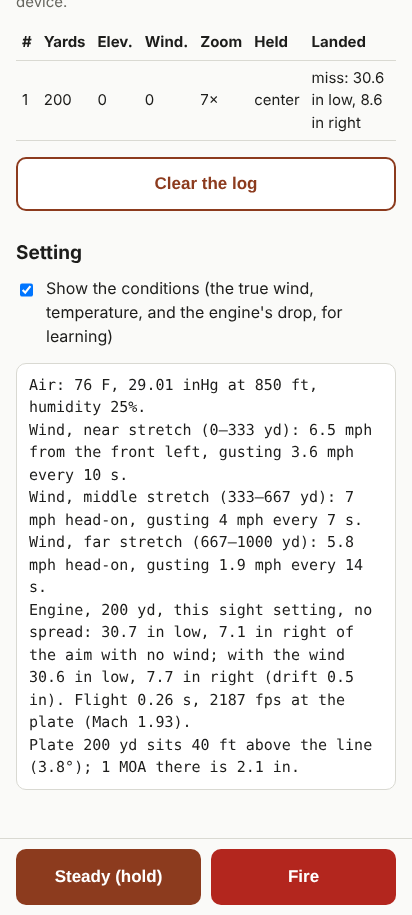 device.
# Yards Elev. Wind. Zoom Held Landed
1 200 0 0 7× center miss: 30.6 in low, 8.6 in right
Clear the log
Setting
Show the conditions (the true wind,
temperature, and the engine's drop, for
learning)
Air: 76 F, 29.01 inHg at 850 ft,
humidity 25%.
Wind, near stretch (0–333 yd): 6.5 mph
from the front left, gusting 3.6 mph
every 10 s.
Wind, middle stretch (333–667 yd): 7
mph head-on, gusting 4 mph every 7 s.
Wind, far stretch (667–1000 yd): 5.8
mph head-on, gusting 1.9 mph every 14
s.
Engine, 200 yd, this sight setting, no
spread: 30.7 in low, 7.1 in right of
the aim with no wind; with the wind
30.6 in low, 7.7 in right (drift 0.5
in). Flight 0.26 s, 2187 fps at the
plate (Mach 1.93).
Plate 200 yd sits 40 ft above the line
(3.8°); 1 MOA there is 2.1 in.
Steady (hold)
Fire